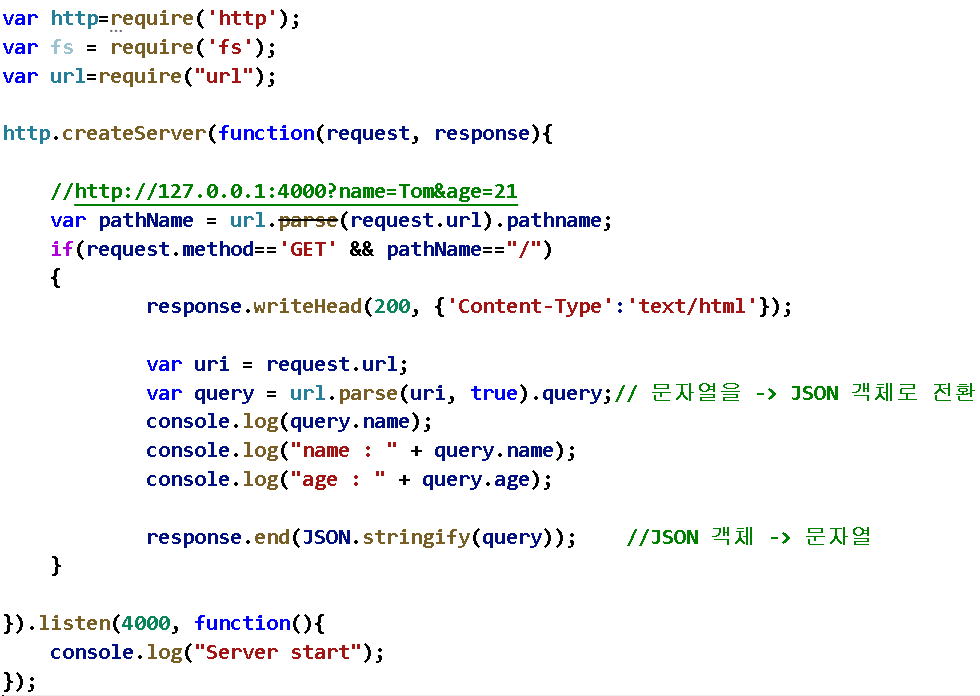 var http=require('http');
var fs = require('fs');
var url=require("url");
http.createServer(function(request, response){
//http://127.0.0.1:4000?name=Tom&age=21
var pathName = url.parse(request.url).pathname;
if(request.method=='GET' && pathName=="/")
{
response.writeHead(200, {'Content-Type':'text/html'});
var uri = request.url;
var query = url.parse(uri, true).query;// 문자열을 -> JSON 객체로 전환
console.log(query.name);
console.log("name : " + query.name);
console.log("age : " + query.age);
response.end(JSON.stringify(query)); //JSON 객체 -> 문자열
}
}).listen(4000, function(){
console.log("Server start");
});